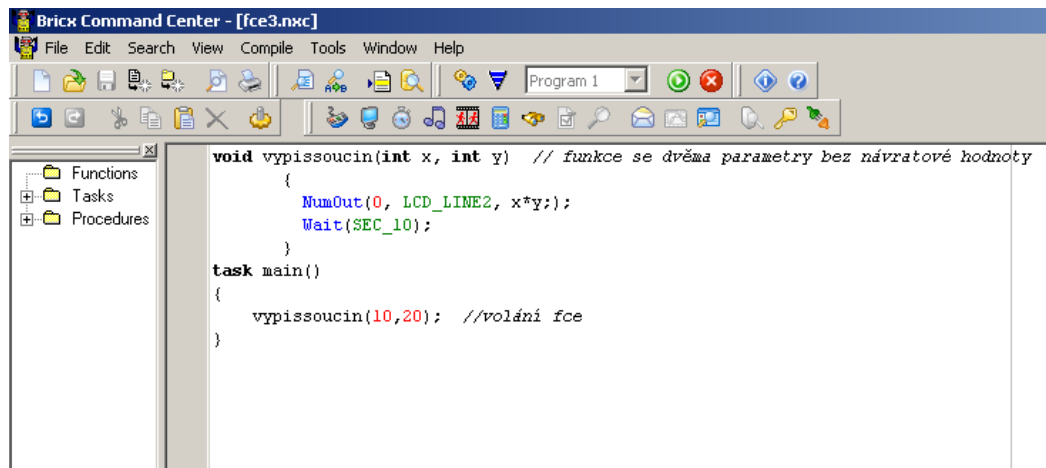 Bricx Command Center - [fce3.nxc]
File Edit Search View Compile Tools Window Help
Program 1
Functions
Tasks
Procedures
void vypissoucin(int x, int y) // funkce se dvěma parametry bez návratové hodnoty
{
NumOut(0, LCD_LINE2, x*y;);
Wait(SEC_10);
}
task main()
{
vypissoucin(10,20); //volání fce
}